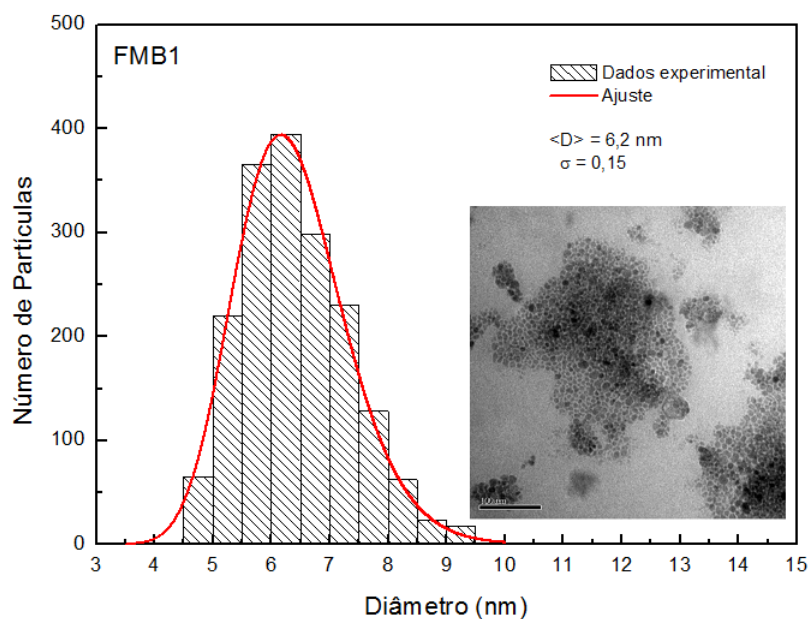 FMB1
Dados experimental
Ajuste
<D> = 6,2 nm
σ = 0,15
Número de Partículas
500
400
300
200
100
0
3 4 5 6 7 8 9 10 11 12 13 14 15
Diâmetro (nm)